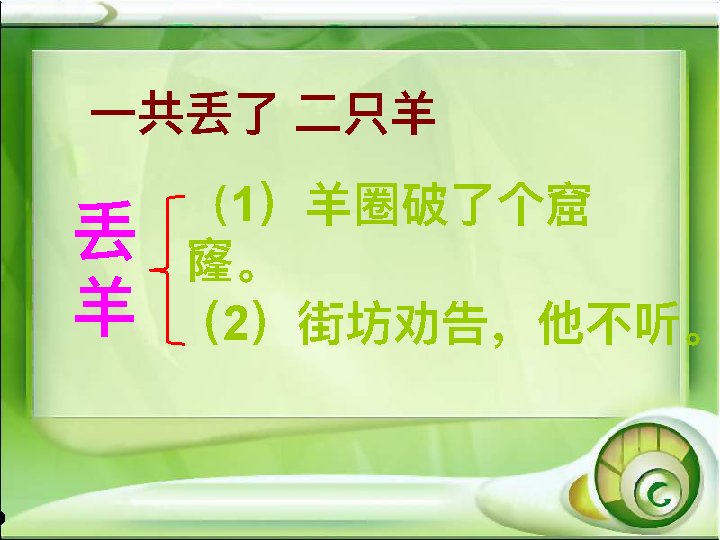 一共丢了 二只羊
丢羊
（1）羊圈破了个窟
窿。
（2）街坊劝告，他不听。